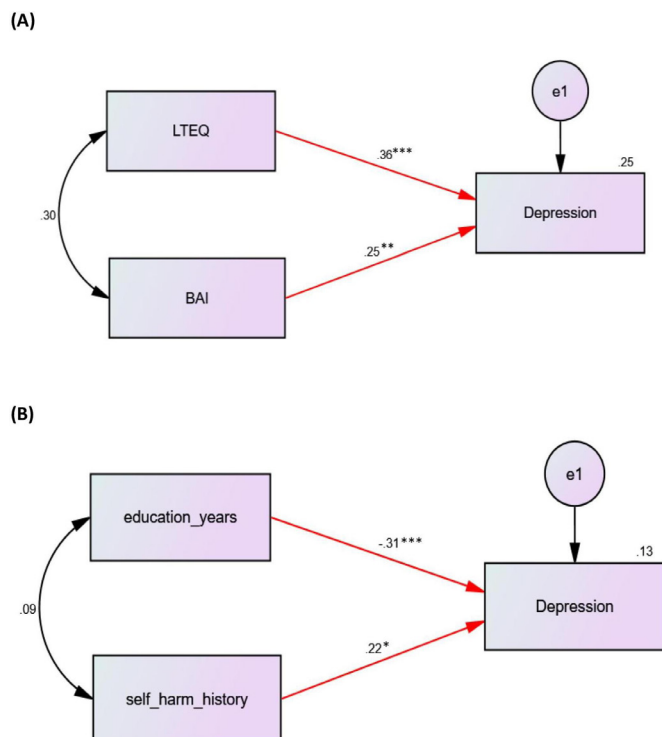 (A)
e1
LTEQ
.36***
.25
Depression
.30
.25**
BAI
(B)
e1
education_years
-.31***
.13
Depression
.09
.22*
self_harm_history